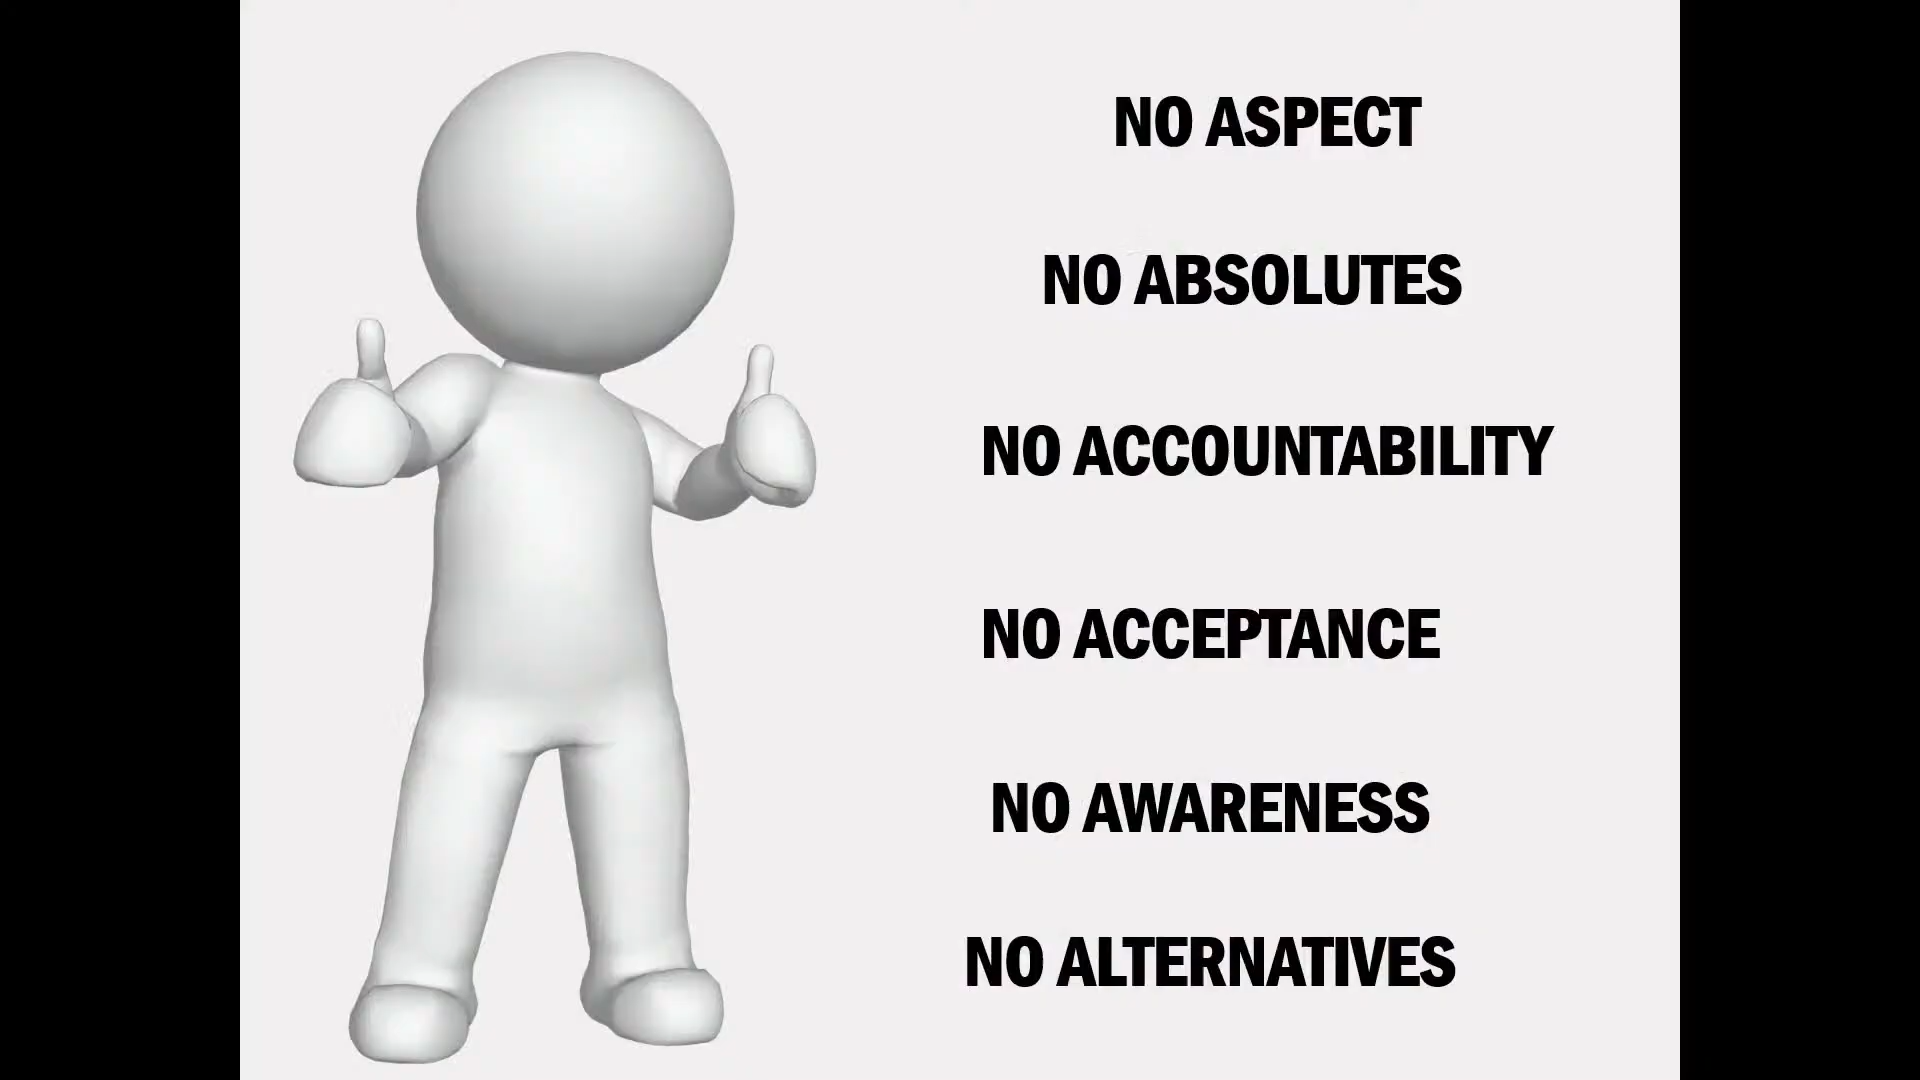 NO ASPECT
NO ABSOLUTES
NO ACCOUNTABILITY
NO ACCEPTANCE
NO AWARENESS
NO ALTERNATIVES